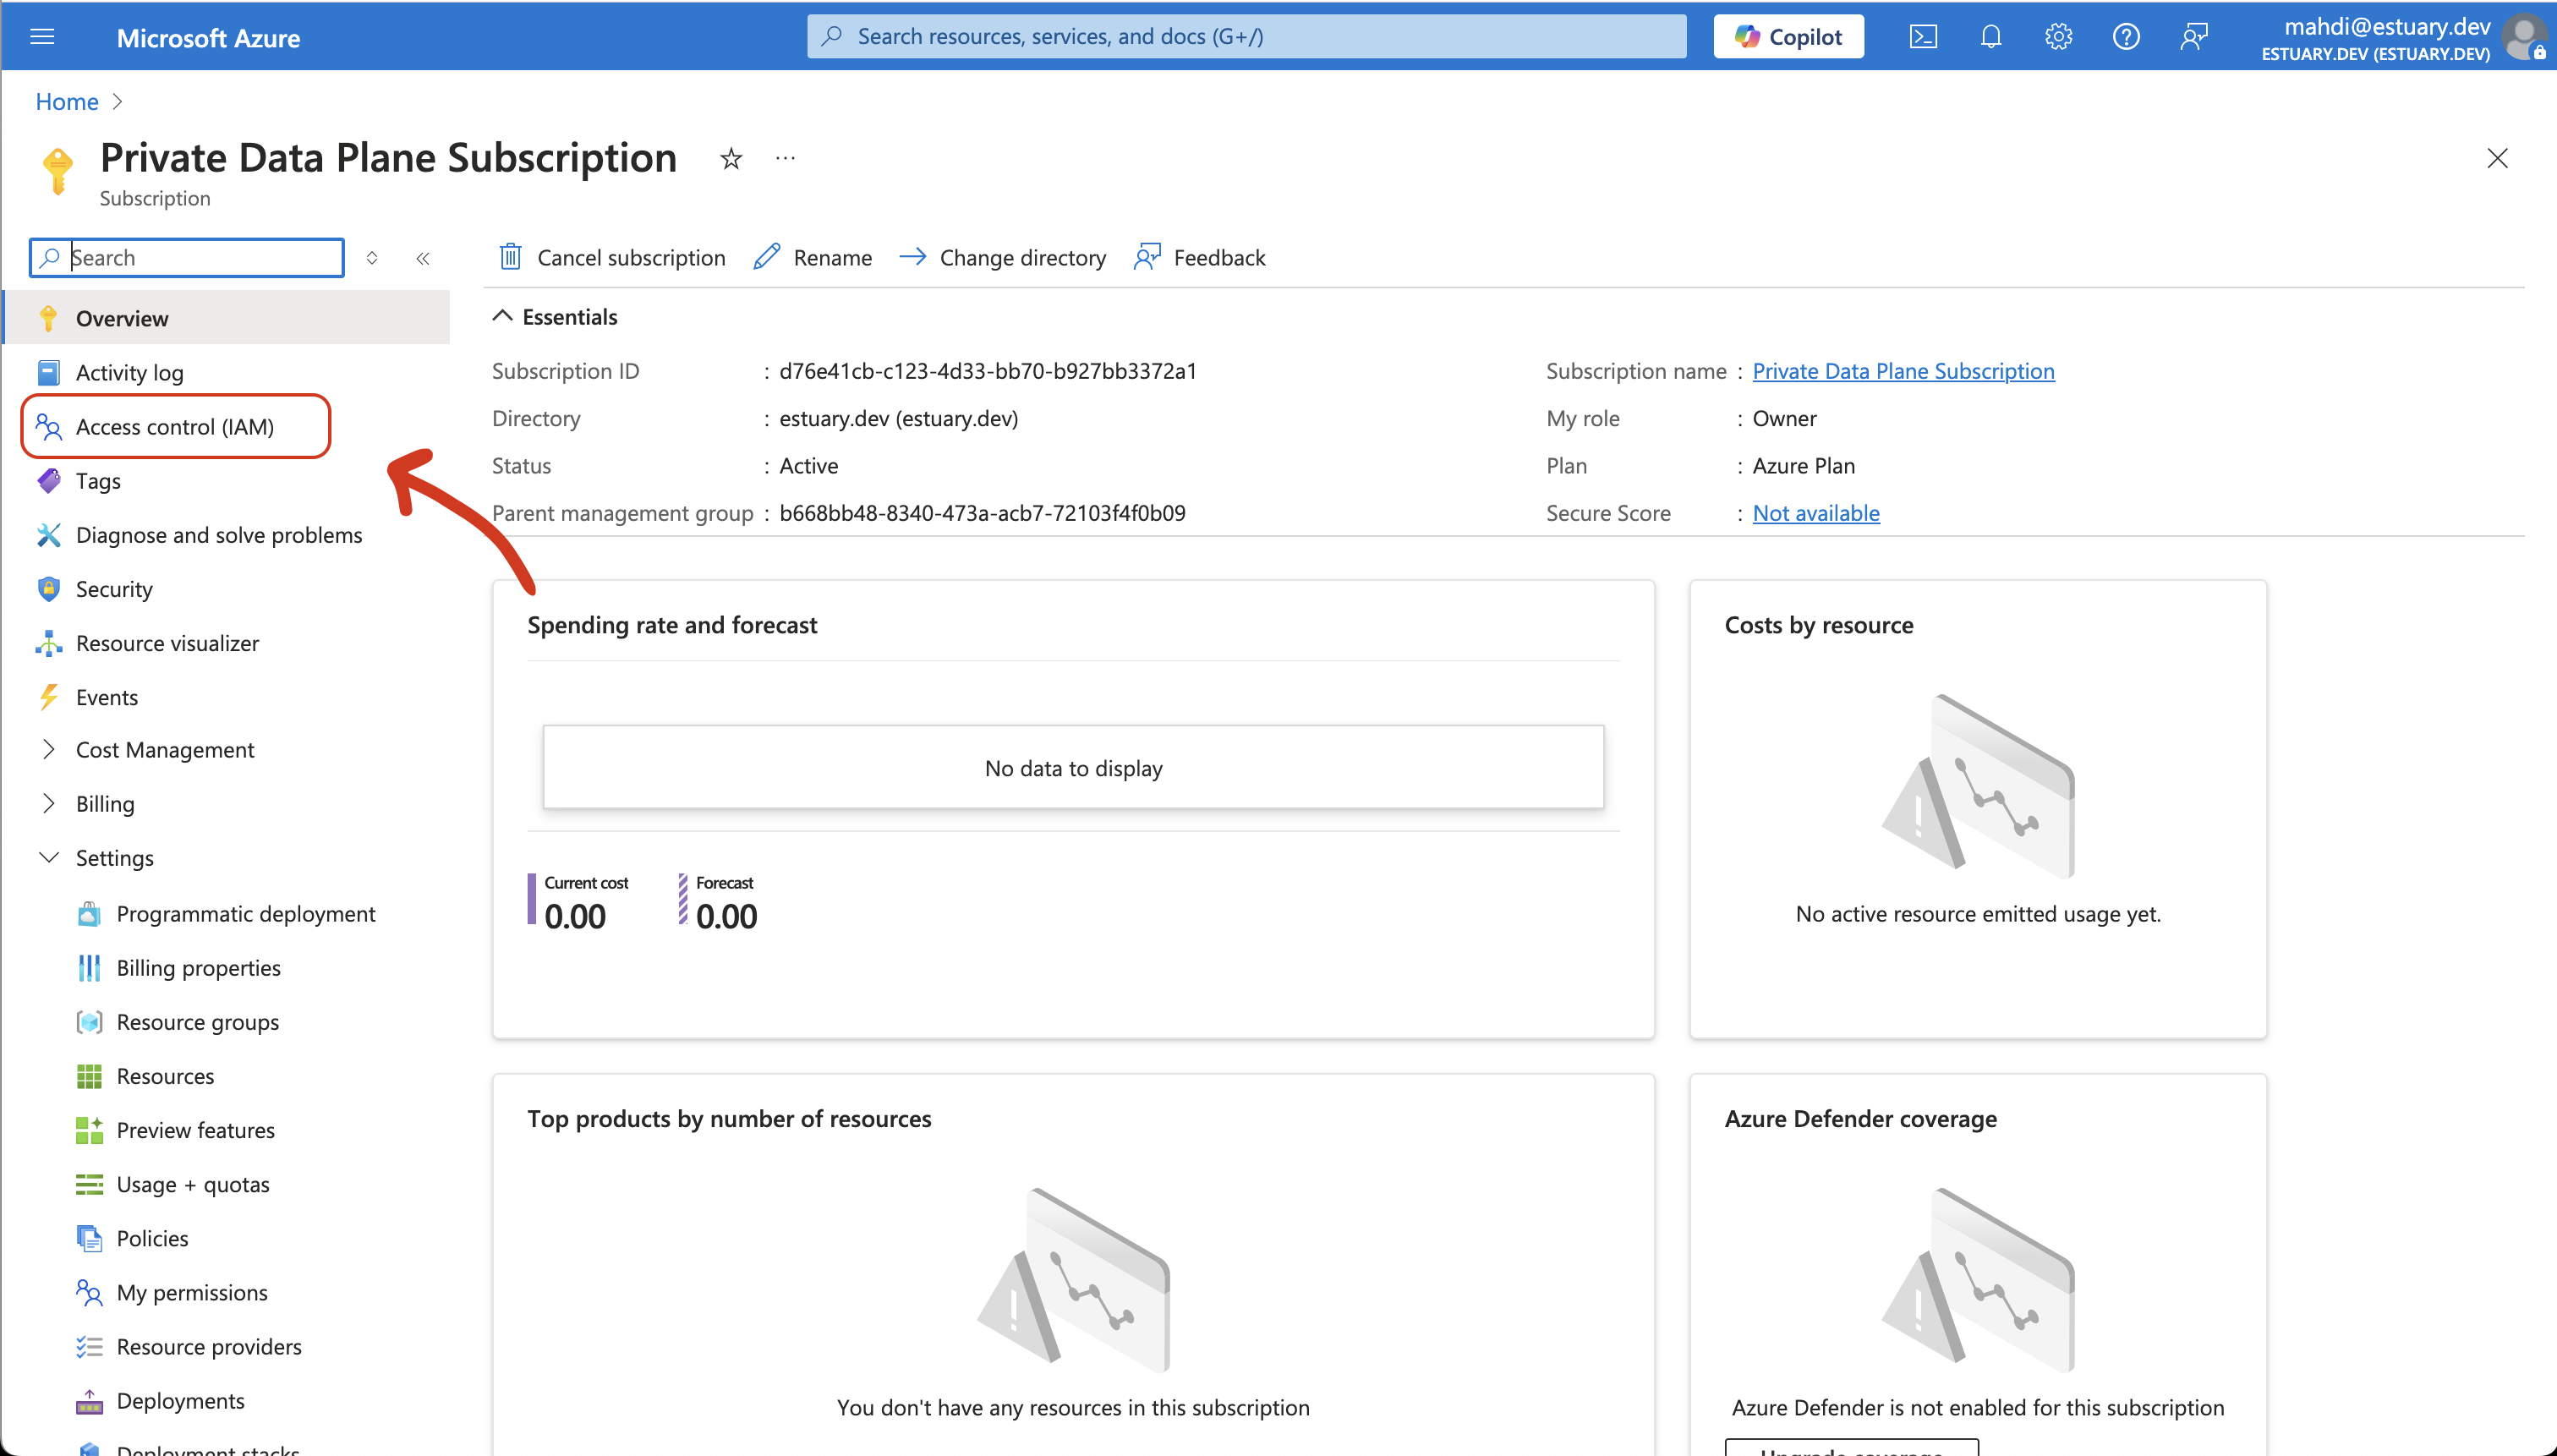 Microsoft Azure
Search resources, services, and docs (G+/)
Copilot
mahdi@estuary.dev
ESTUARY.DEV (ESTUARY.DEV)
Home
Private Data Plane Subscription
Subscription
Search
Cancel subscription
Rename
Change directory
Feedback
Overview
Activity log
Access control (IAM)
Tags
Diagnose and solve problems
Security
Resource visualizer
Events
Cost Management
Billing
Settings
Programmatic deployment
Billing properties
Resource groups
Resources
Preview features
Usage + quotas
Policies
My permissions
Resource providers
Deployments
Deployment stacks
Essentials
Subscription ID : d76e41cb-c123-4d33-bb70-b927bb3372a1
Directory : estuary.dev (estuary.dev)
Status : Active
Parent management group : b668bb48-8340-473a-acb7-72103f4f0b09
Subscription name : Private Data Plane Subscription
My role : Owner
Plan : Azure Plan
Secure Score : Not available
Spending rate and forecast
No data to display
Current cost
0.00
Forecast
0.00
Costs by resource
No active resource emitted usage yet.
Top products by number of resources
You don't have any resources in this subscription
Azure Defender coverage
Azure Defender is not enabled for this subscription
Upgrade coverage